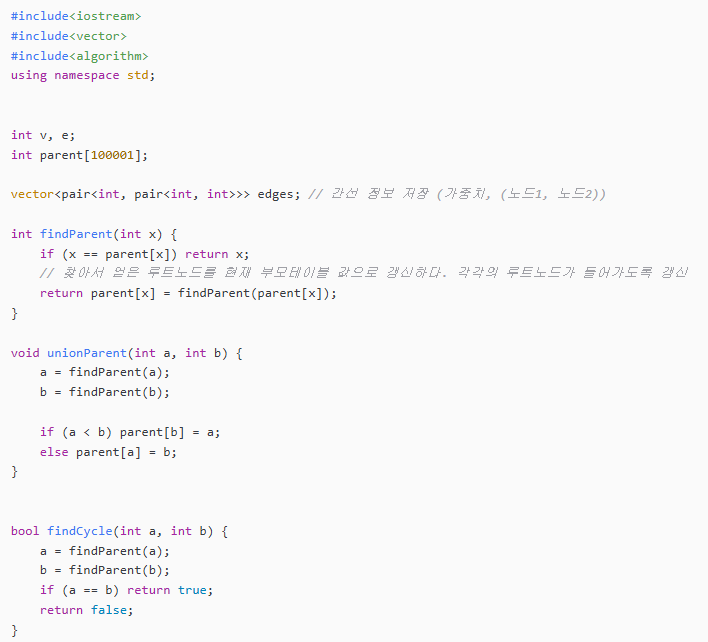 #include<iostream>
#include<vector>
#include<algorithm>
using namespace std;
int v, e;
int parent[100001];
vector<pair<int, pair<int, int>>> edges; // 간선 정보 저장 (가중치, (노드1, 노드2))
int findParent(int x) {
    if (x == parent[x]) return x;
    // 찾아서 얻은 루트노드를 현재 부모테이블 값으로 갱신하다. 각각의 루트노드가 들어가도록 갱신
    return parent[x] = findParent(parent[x]);
}
void unionParent(int a, int b) {
    a = findParent(a);
    b = findParent(b);
    if (a < b) parent[b] = a;
    else parent[a] = b;
}
bool findCycle(int a, int b) {
    a = findParent(a);
    b = findParent(b);
    if (a == b) return true;
    return false;
}